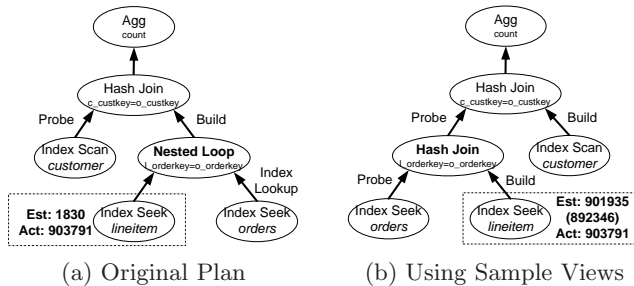 Agg
count
Hash Join
c_custkey=o_custkey
Probe
Build
Index Scan
customer
Nested Loop
l_orderkey=o_orderkey
Index
Lookup
Est: 1830
Act: 903791
Index Seek
lineitem
Index Seek
orders
(a) Original Plan
Agg
count
Hash Join
c_custkey=o_custkey
Probe
Build
Hash Join
l_orderkey=o_orderkey
Index Scan
customer
Probe
Build
Index Seek
orders
Index Seek
lineitem
Est: 901935
(892346)
Act: 903791
(b) Using Sample Views